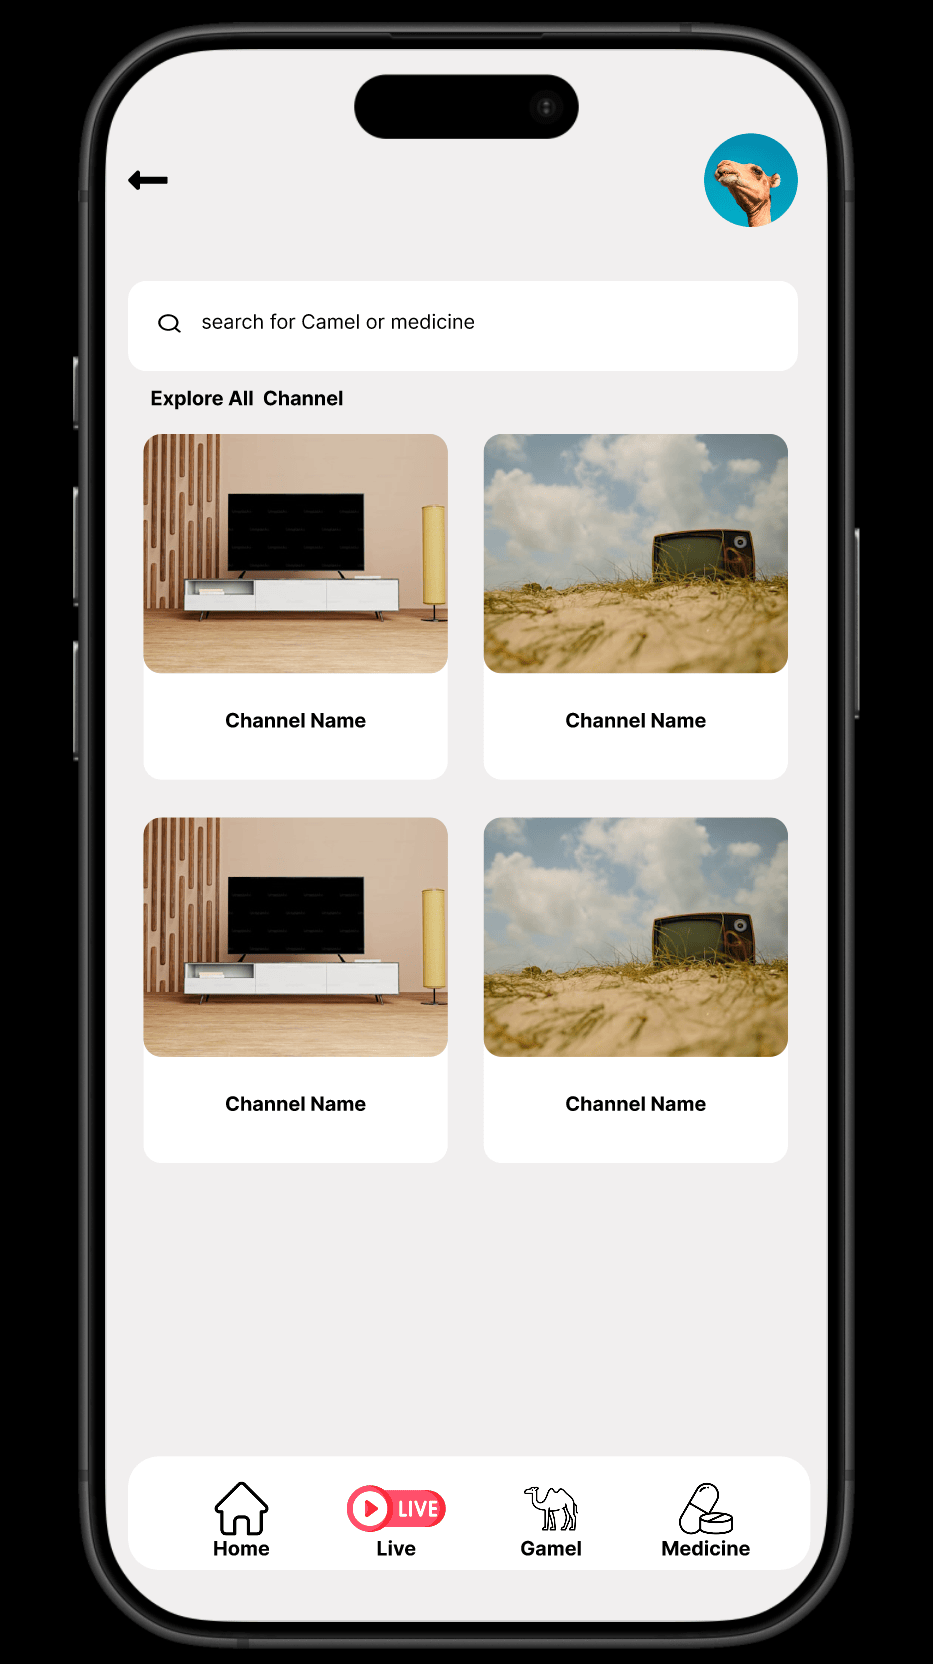 search for Camel or medicine
Explore All Channel
Channel Name
Channel Name
Channel Name
Channel Name
LIVE
Home
Live
Gamel
Medicine